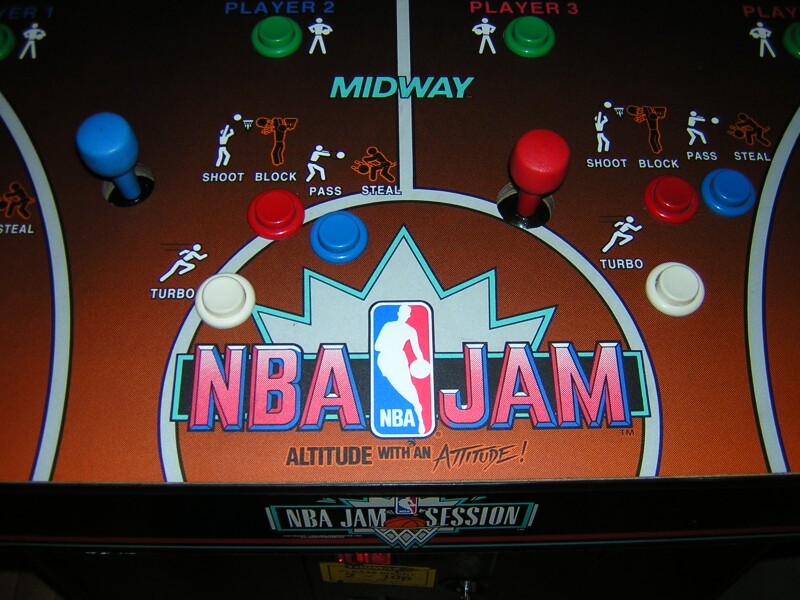 PLAYER 2
PLAYER 3
MIDWAY
SHOOT BLOCK PASS STEAL
SHOOT BLOCK PASS STEAL
STEAL
TURBO
TURBO
NBA JAM
NBA
TM
ALTITUDE WITH AN ATTITUDE!
NBA JAM SESSION